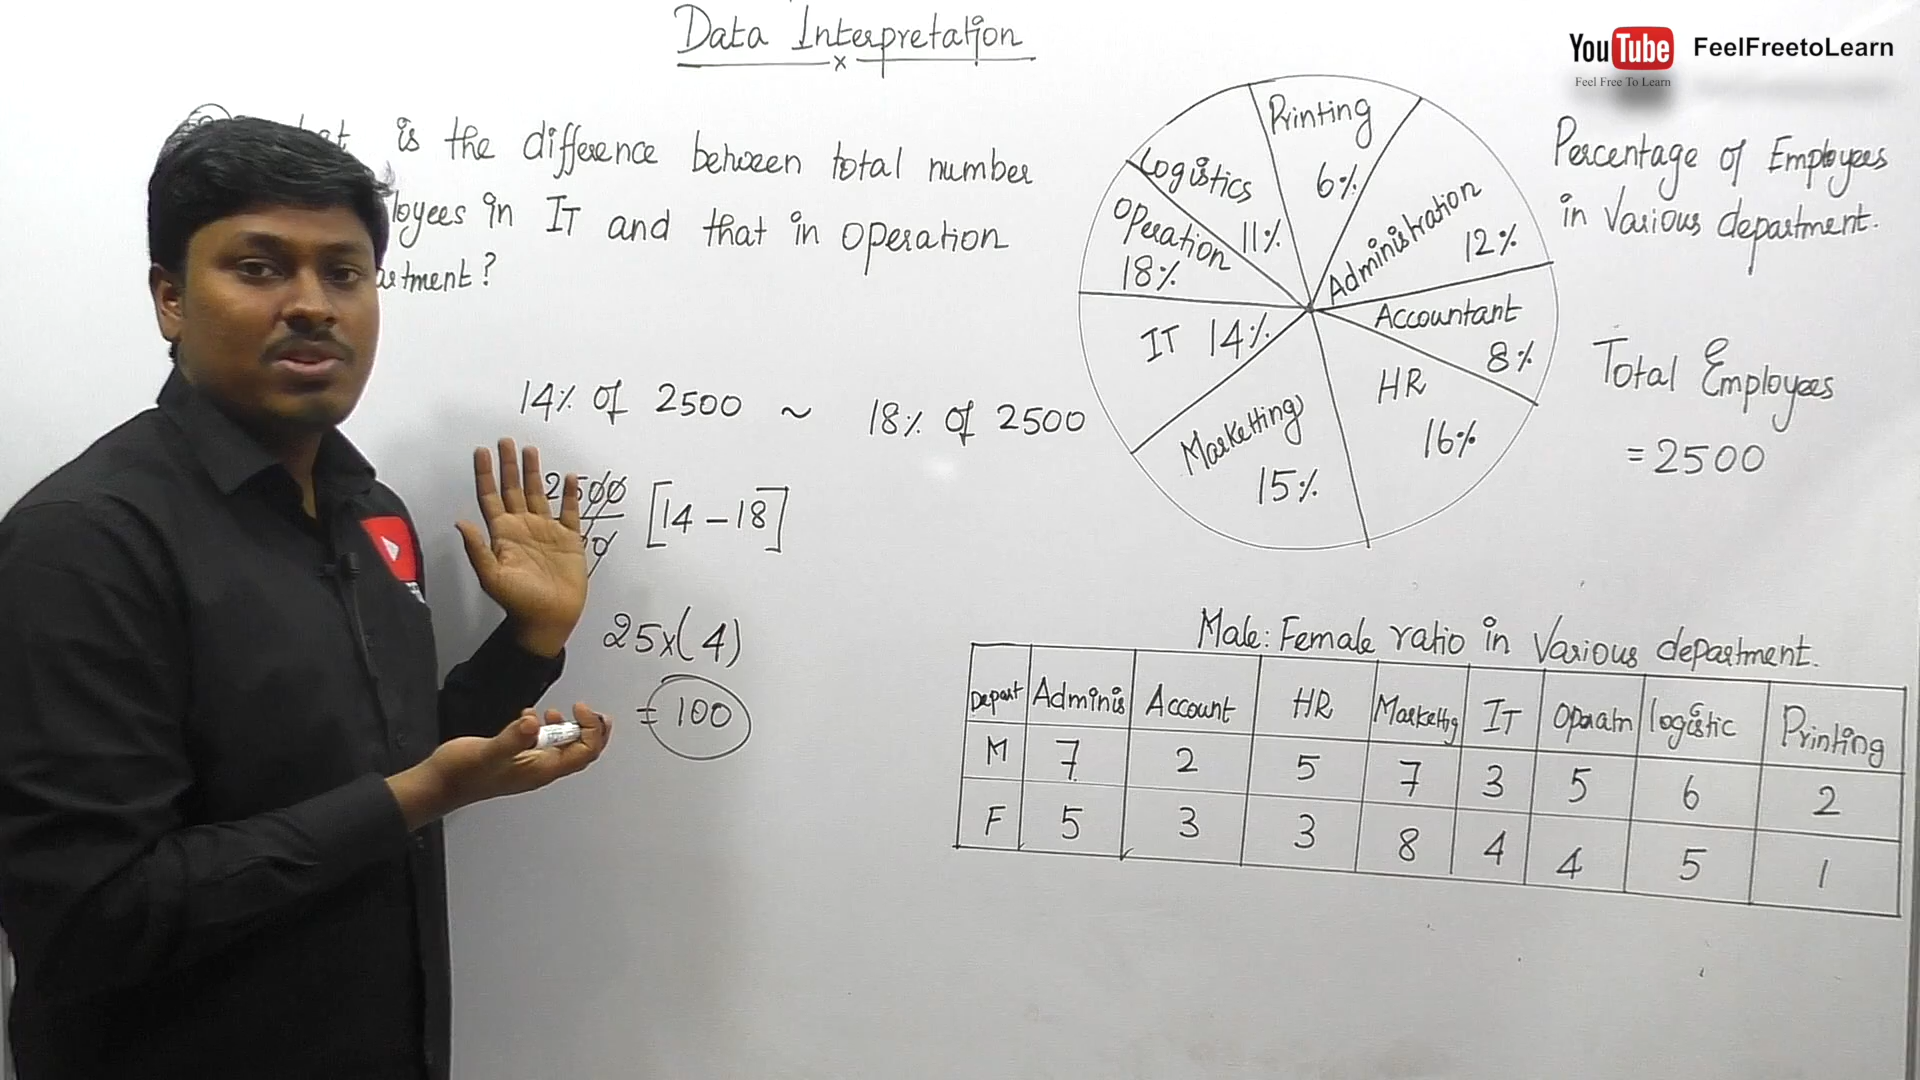 Data Interpretation
x
YouTube FeelFreetoLearn
Feel Free To Learn
is the difference between total number
loyees in IT and that in operation
artment?
14% of 2500 ~ 18% of 2500
[14 - 18]
25x(4)
= 100
Printing
6%
Logistics
11%
Operation
18%
Administration
12%
IT 14%
Accountant
8%
HR
16%
Marketting
15%
Percentage of Employees
in Various department.
Total Employees
= 2500
Male: Female ratio in Various department.
Depart Adminis Account HR Markettg IT Opraatn logistic Printing
M 7 2 5 7 3 5 6 2
F 5 3 3 8 4 4 5 1